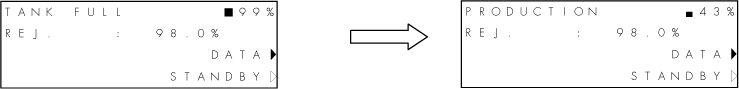 TANK FULL ■99%
REJ. : 98.0%
DATA
STANDBY
PRODUCTION ▄43%
REJ. : 98.0%
DATA
STANDBY